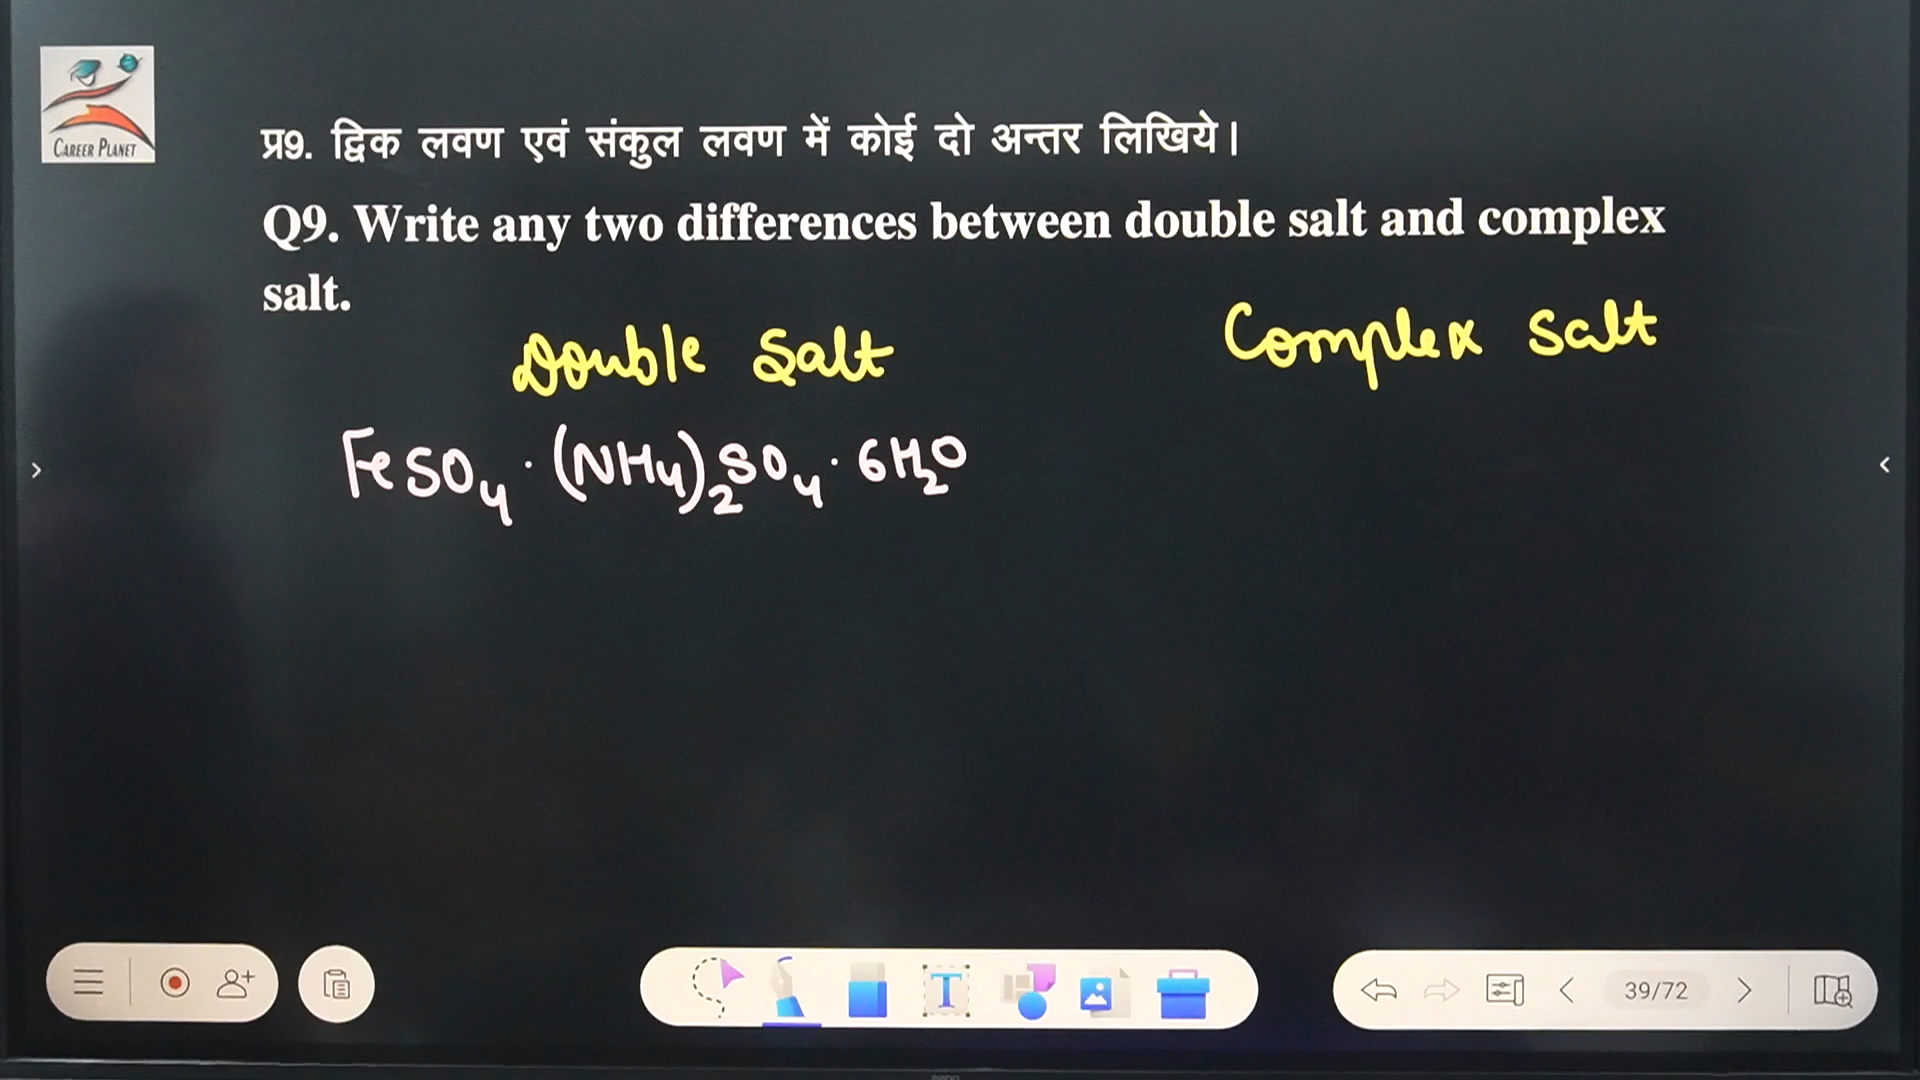 CAREER PLANET
प्र9. द्विक लवण एवं संकुल लवण में कोई दो अन्तर लिखिये।
Q9. Write any two differences between double salt and complex
salt.
Double Salt
Complex Salt
FeSO₄ · (NH₄)₂SO₄ · 6H₂O
T
39/72